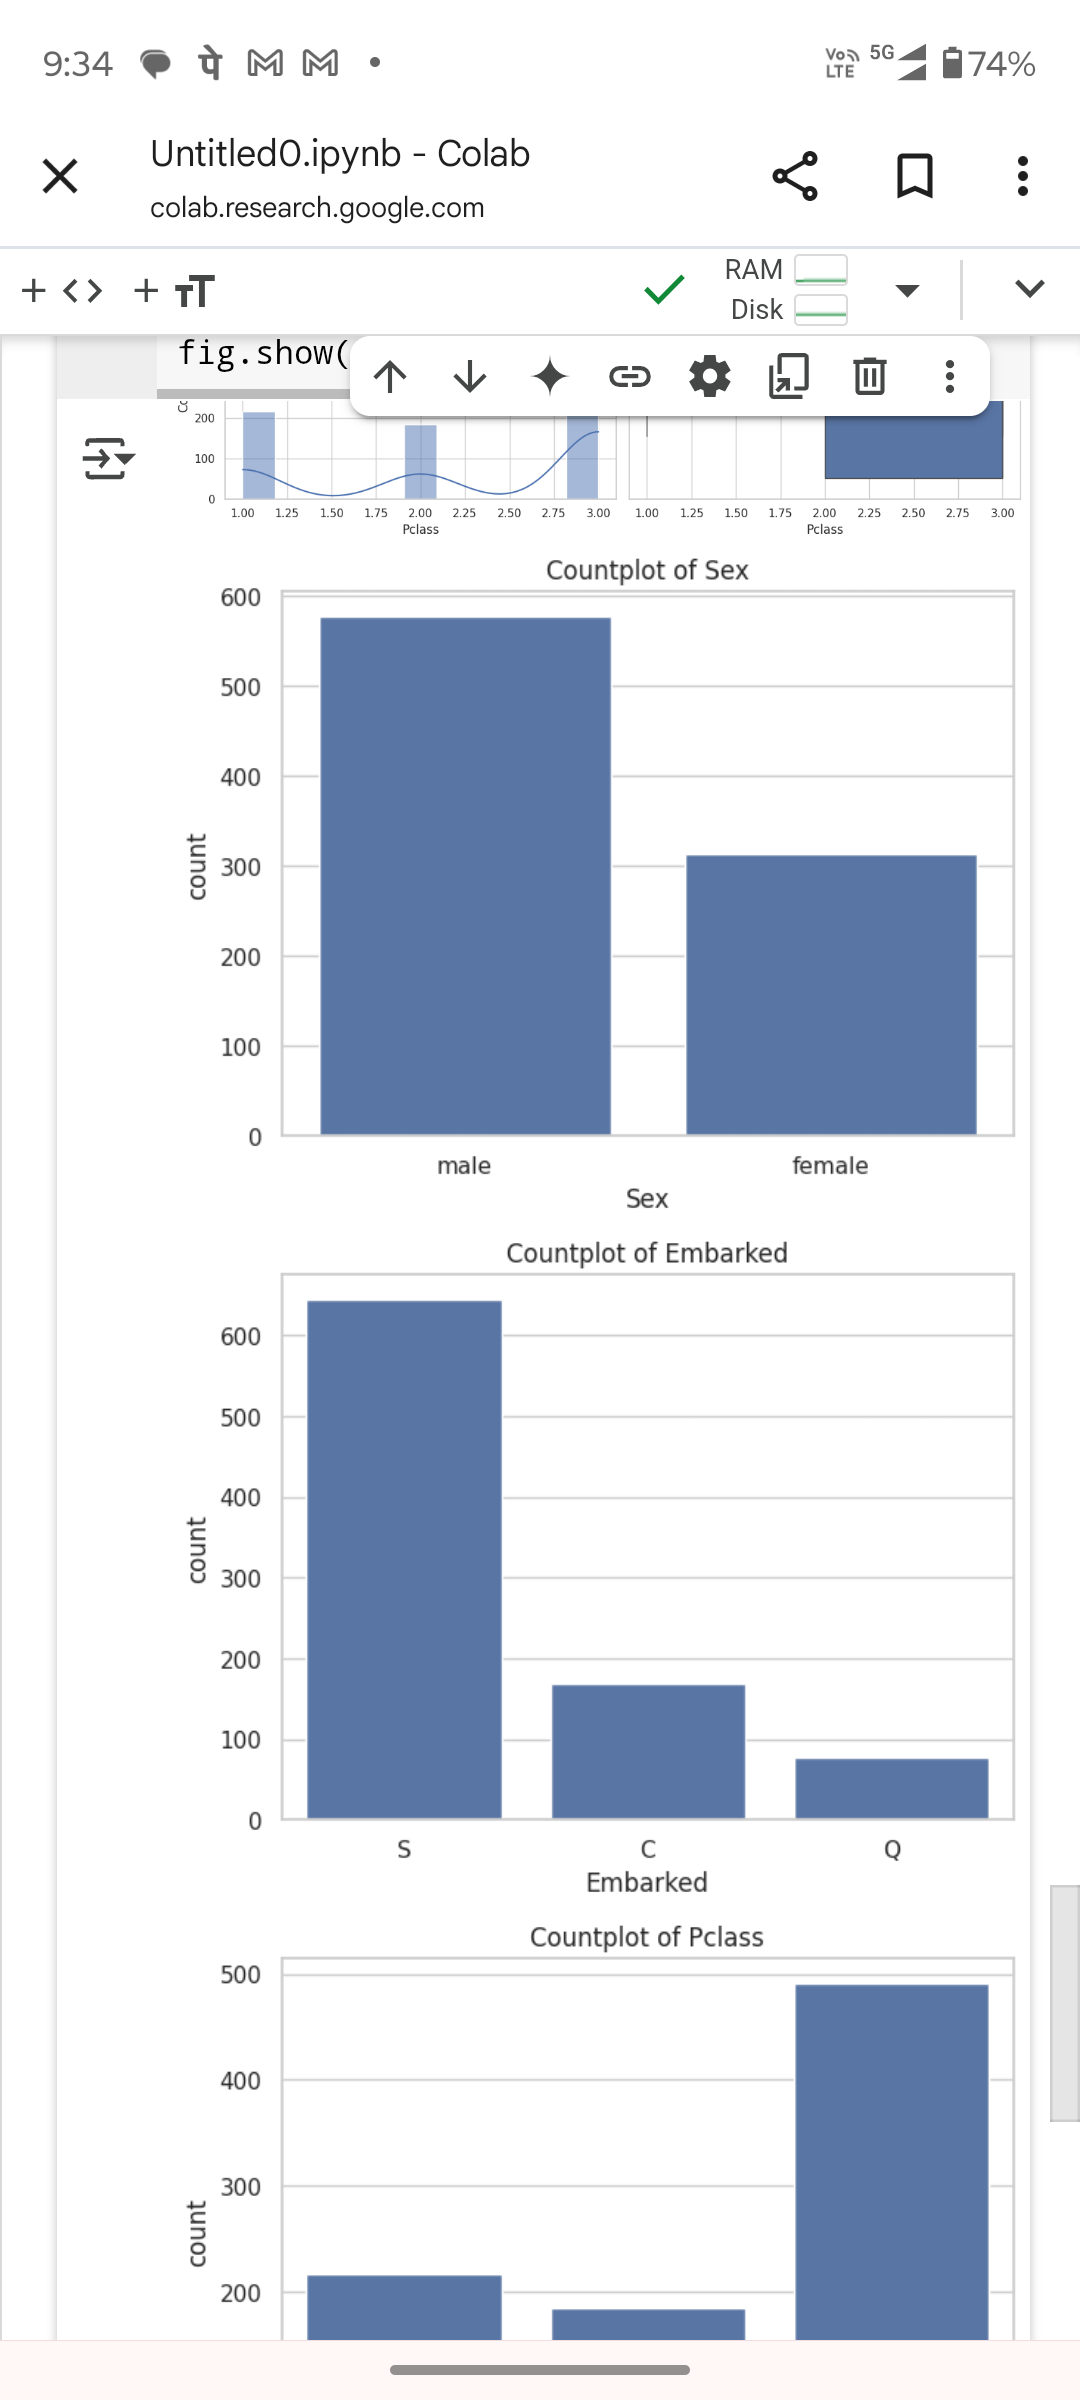 9:34
Vo LTE 5G 74%
Untitled0.ipynb - Colab
colab.research.google.com
RAM
Disk
fig.show(
200
100
0
1.00 1.25 1.50 1.75 2.00 2.25 2.50 2.75 3.00
Pclass
1.00 1.25 1.50 1.75 2.00 2.25 2.50 2.75 3.00
Pclass
Countplot of Sex
600
500
400
300
200
100
0
count
male female
Sex
Countplot of Embarked
600
500
400
300
200
100
0
count
S C Q
Embarked
Countplot of Pclass
500
400
300
200
count